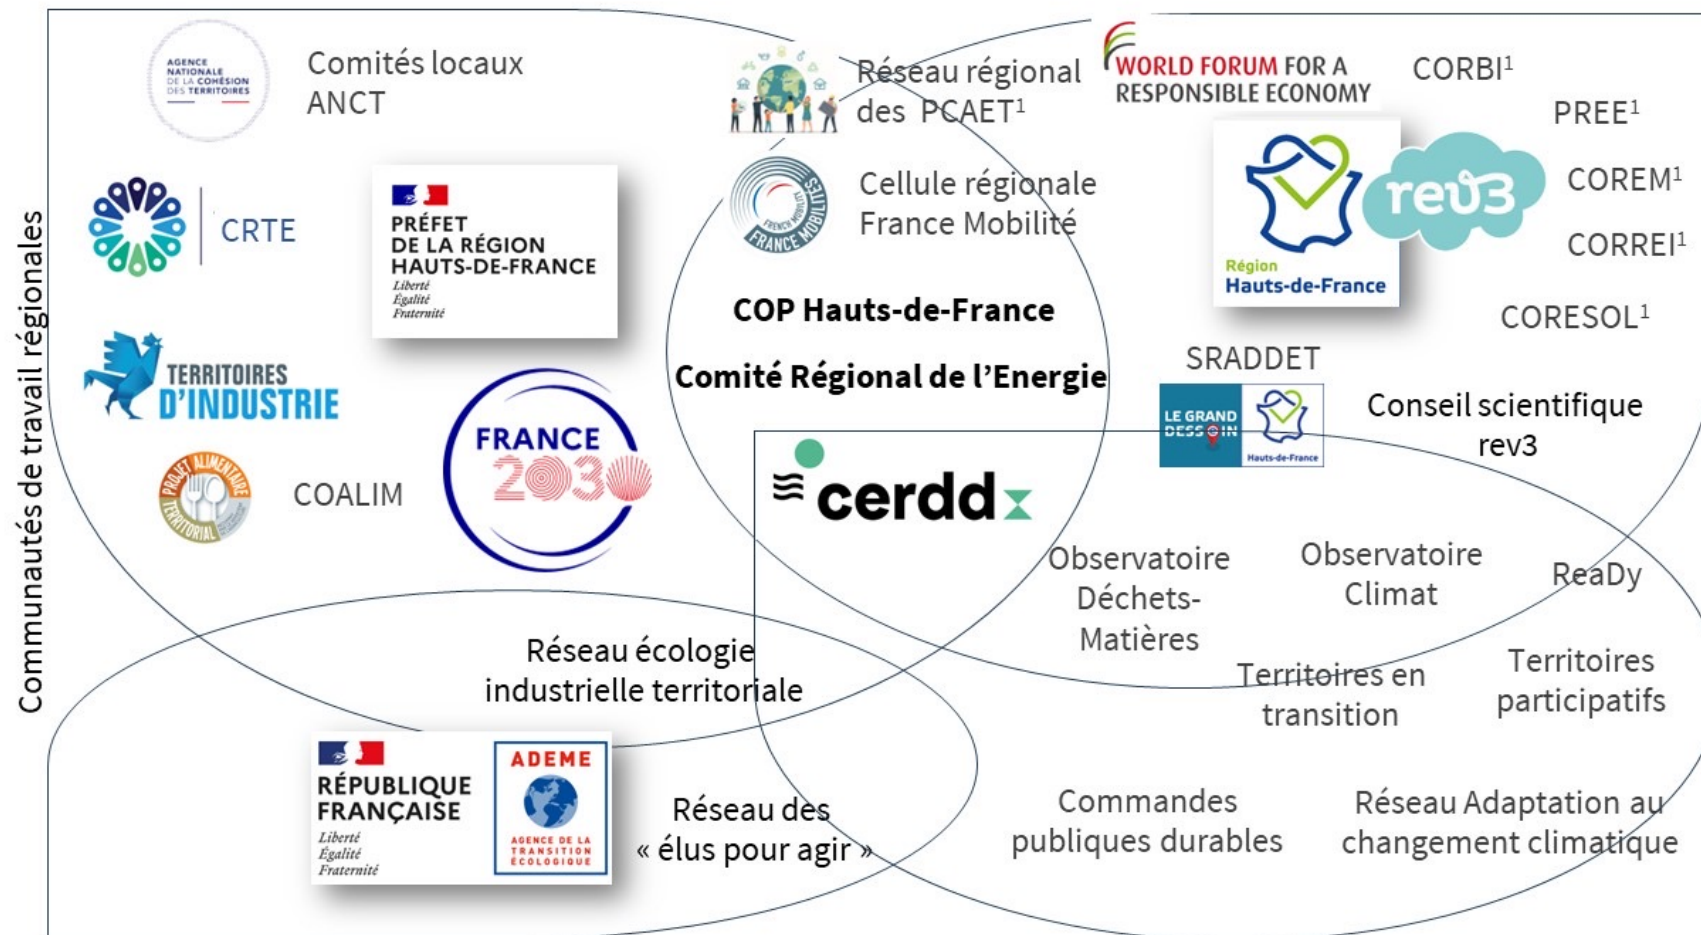 Communautés de travail régionales
AGENCE
NATIONALE
DE LA COHÉSION
DES TERRITOIRES
Comités locaux
ANCT
CRTE
PRÉFET
DE LA RÉGION
HAUTS-DE-FRANCE
Liberté
Égalité
Fraternité
TERRITOIRES
D'INDUSTRIE
PROJET ALIMENTAIRE
TERRITORIAL
COALIM
FRANCE
2030
Réseau régional
des PCAET¹
FRENCH MOBILITY
FRANCE MOBILITÉS
Cellule régionale
France Mobilité
COP Hauts-de-France
Comité Régional de l’Energie
cerdd
WORLD FORUM FOR A
RESPONSIBLE ECONOMY
CORBI¹
PREE¹
COREM¹
CORREI¹
CORESOL¹
Région
Hauts-de-France
rev3
SRADDET
LE GRAND
DESSEIN
Hauts-de-France
Conseil scientifique
rev3
Observatoire
Déchets-
Matières
Observatoire
Climat
ReaDy
Territoires en
transition
Territoires
participatifs
Commandes
publiques durables
Réseau Adaptation au
changement climatique
Réseau écologie
industrielle territoriale
RÉPUBLIQUE
FRANÇAISE
Liberté
Égalité
Fraternité
ADEME
AGENCE DE LA
TRANSITION
ÉCOLOGIQUE
Réseau des
« élus pour agir »